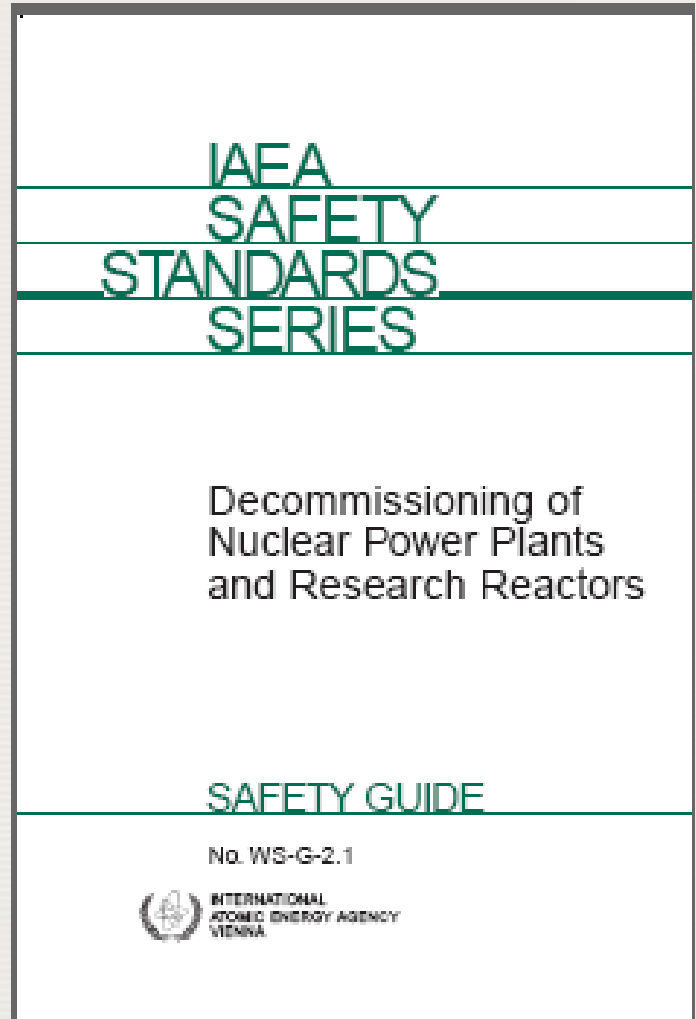 IAEA
SAFETY
STANDARDS
SERIES
Decommissioning of
Nuclear Power Plants
and Research Reactors
SAFETY GUIDE
No. WS-G-2.1
INTERNATIONAL
ATOMIC ENERGY AGENCY
VIENNA